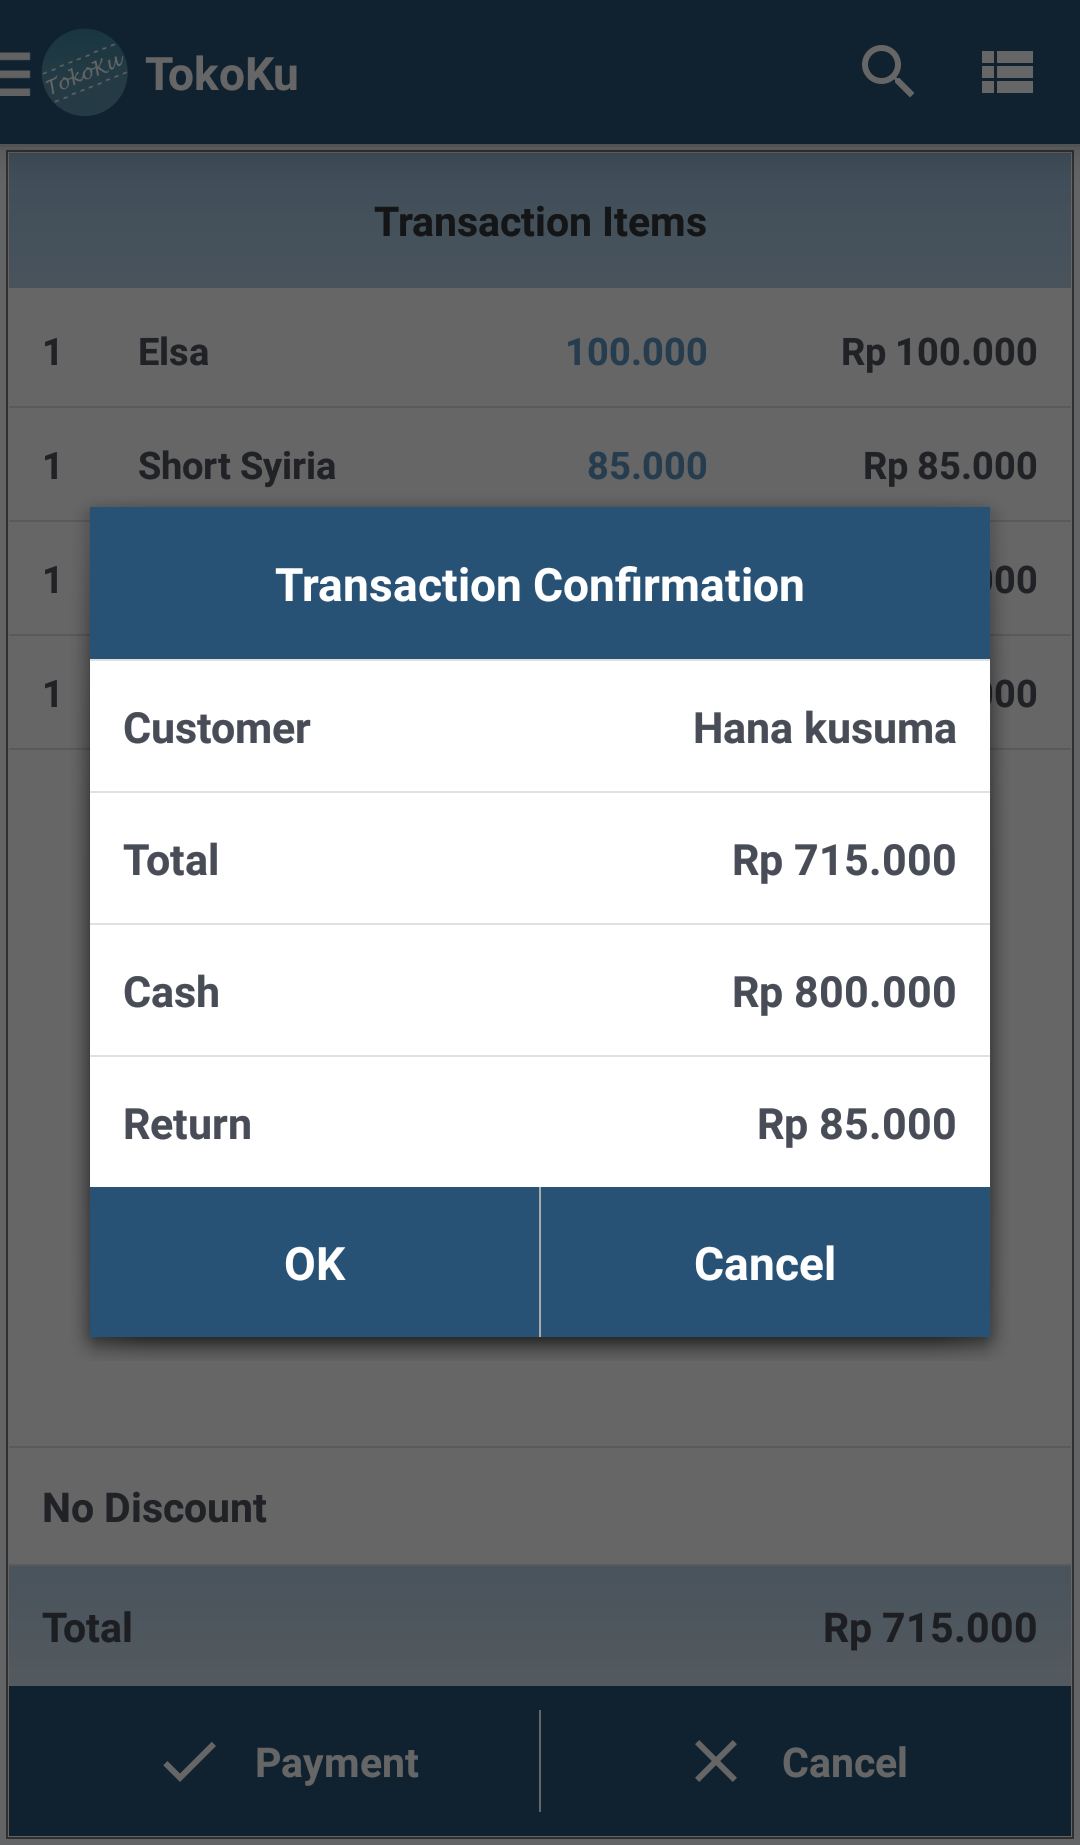 TokoKu TokoKu
Transaction Items
1 Elsa 100.000 Rp 100.000
1 Short Syiria 85.000 Rp 85.000
1 00
1 00
Transaction Confirmation
Customer Hana kusuma
Total Rp 715.000
Cash Rp 800.000
Return Rp 85.000
OK Cancel
No Discount
Total Rp 715.000
Payment Cancel